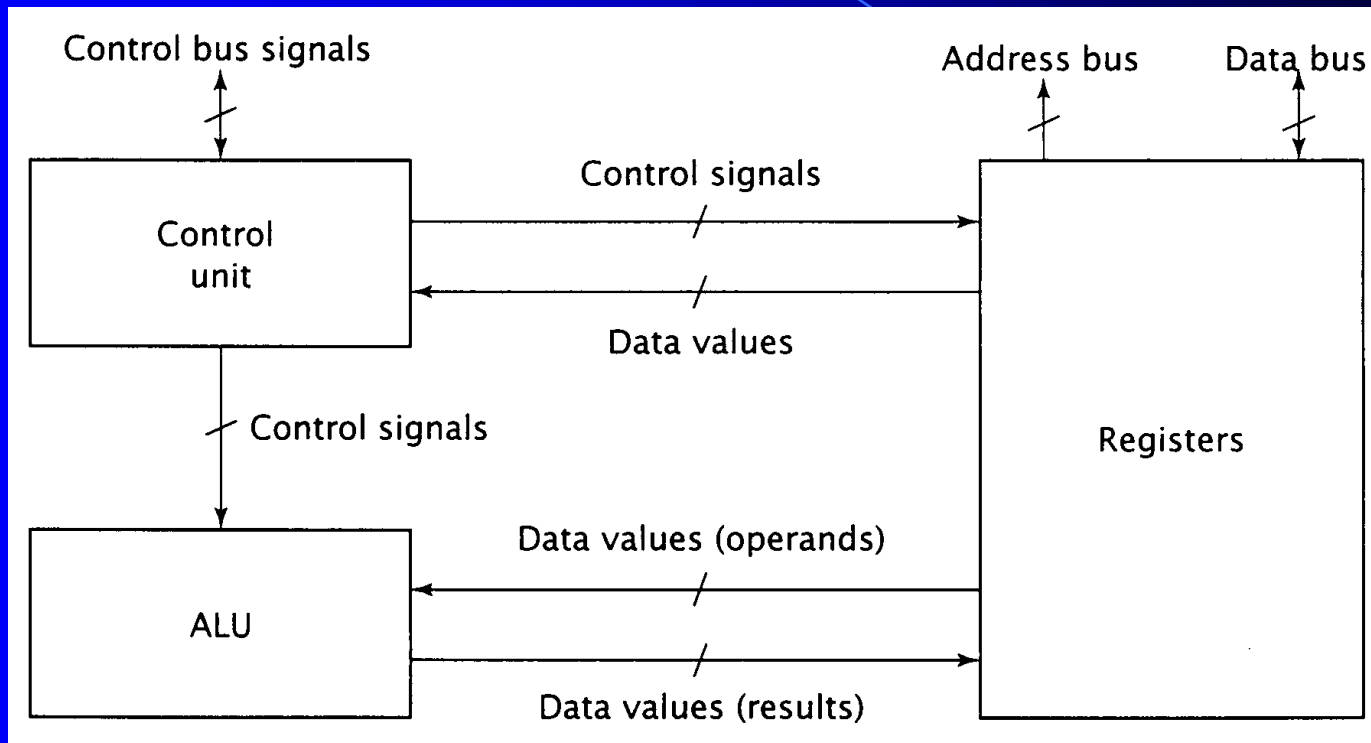 Control bus signals
Address bus
Data bus
Control signals
Control
unit
Data values
Control signals
Registers
Data values (operands)
ALU
Data values (results)